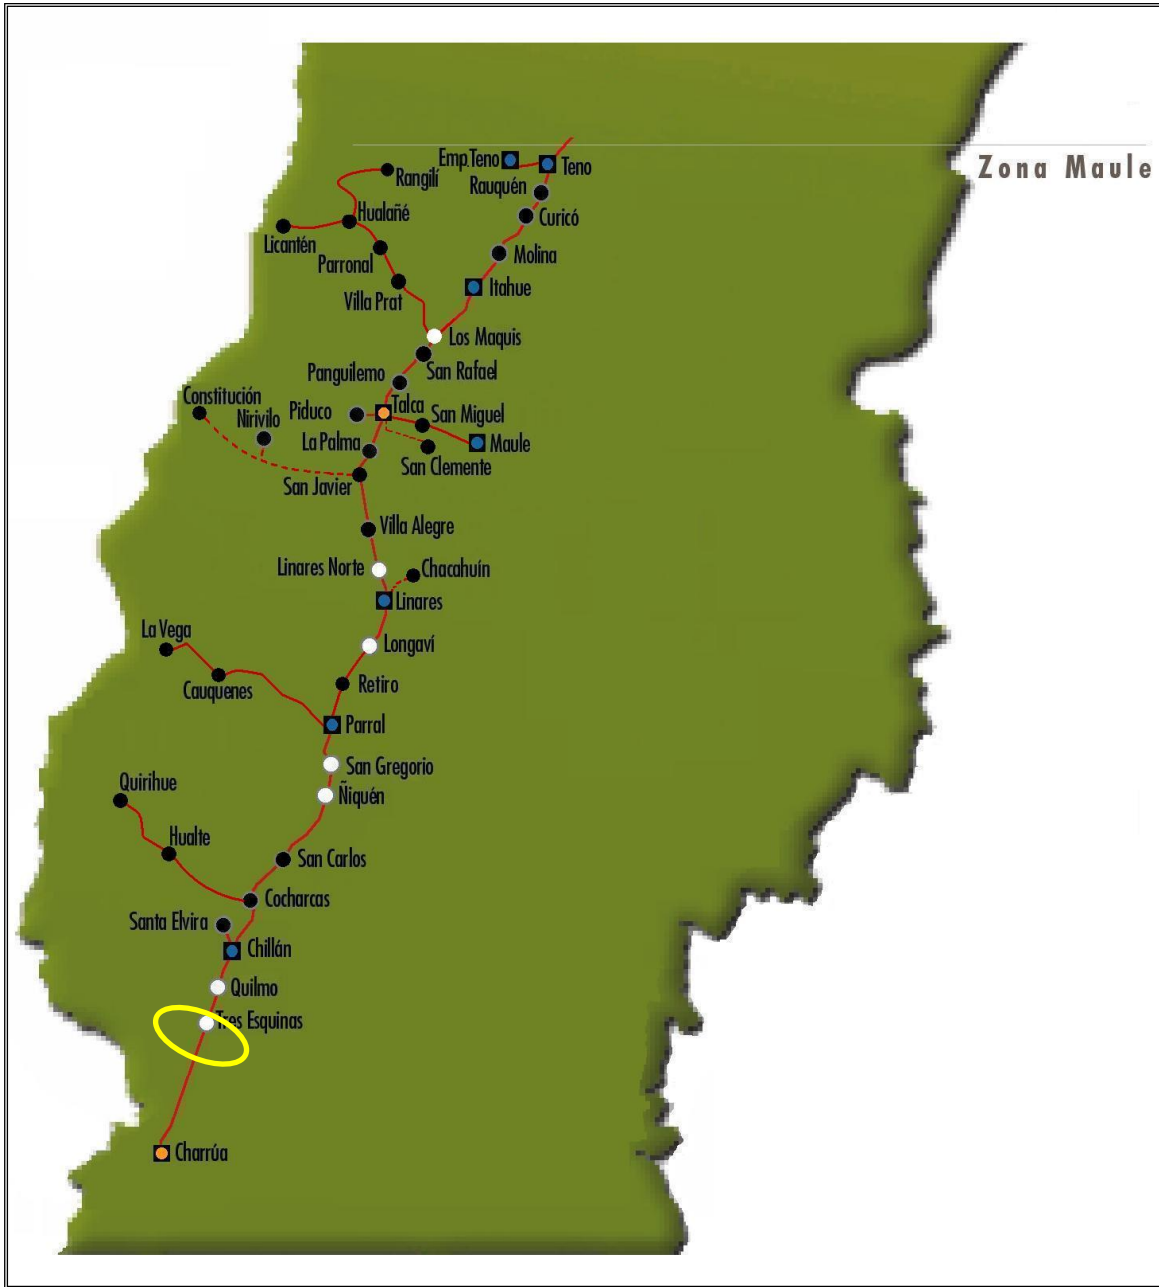 Emp.Teno
Teno
Zona Maule
Rangilí
Rauquén
Hualañé
Curicó
Licantén
Parronal
Molina
Villa Prat
Itahue
Los Maquis
San Rafael
Panguilemo
Constitución
Nirivilo
Piduco
Talca
San Miguel
La Palma
Maule
San Clemente
San Javier
Villa Alegre
Linares Norte
Chacahuín
Linares
La Vega
Longaví
Cauquenes
Retiro
Parral
San Gregorio
Quirihue
Ñiquén
Hualte
San Carlos
Cocharcas
Santa Elvira
Chillán
Quilmo
Tres Esquinas
Charrúa